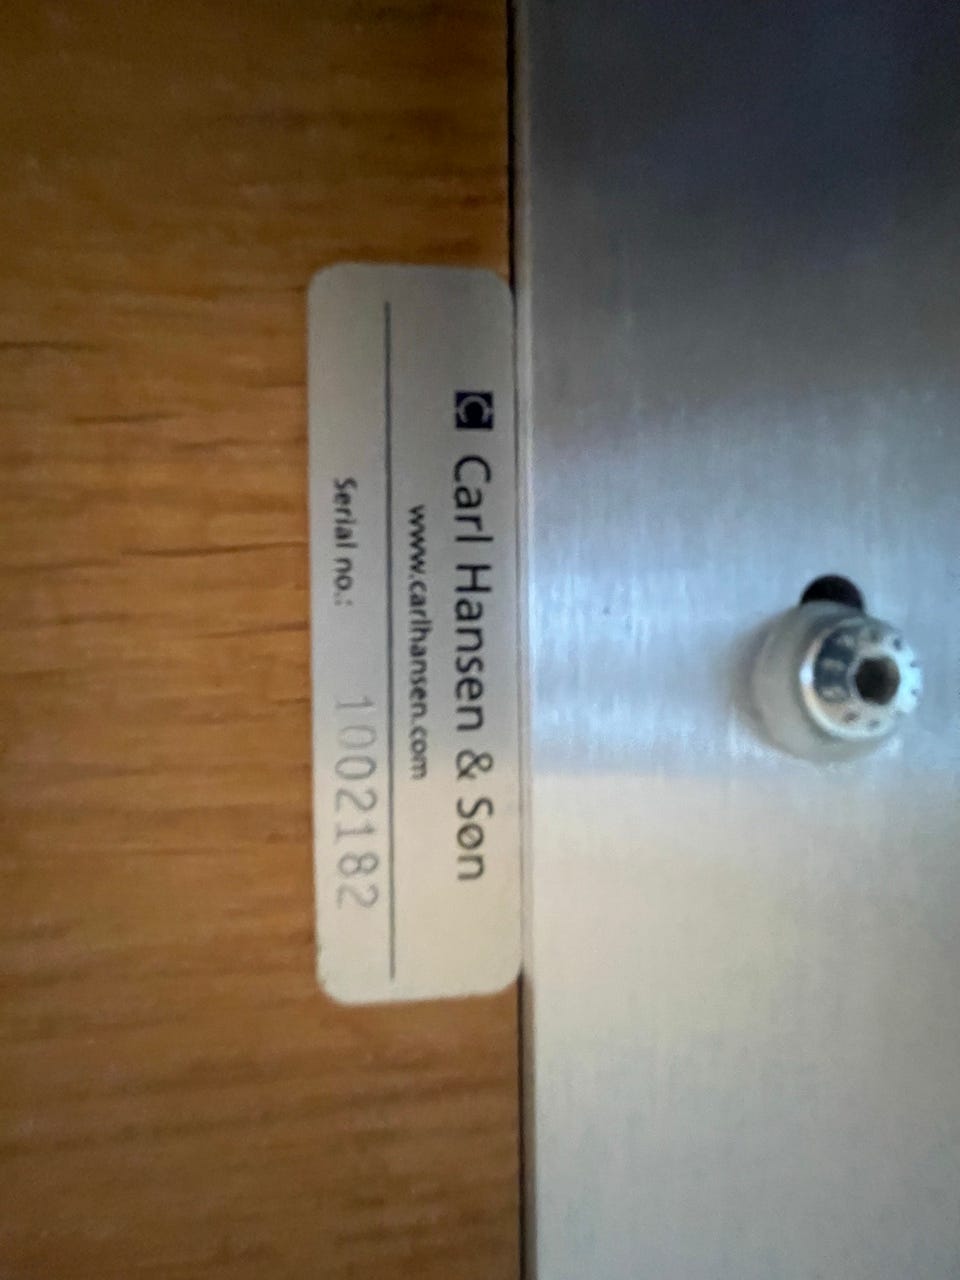 Carl Hansen & Søn
www.carlhansen.com
Serial no.: 1002182